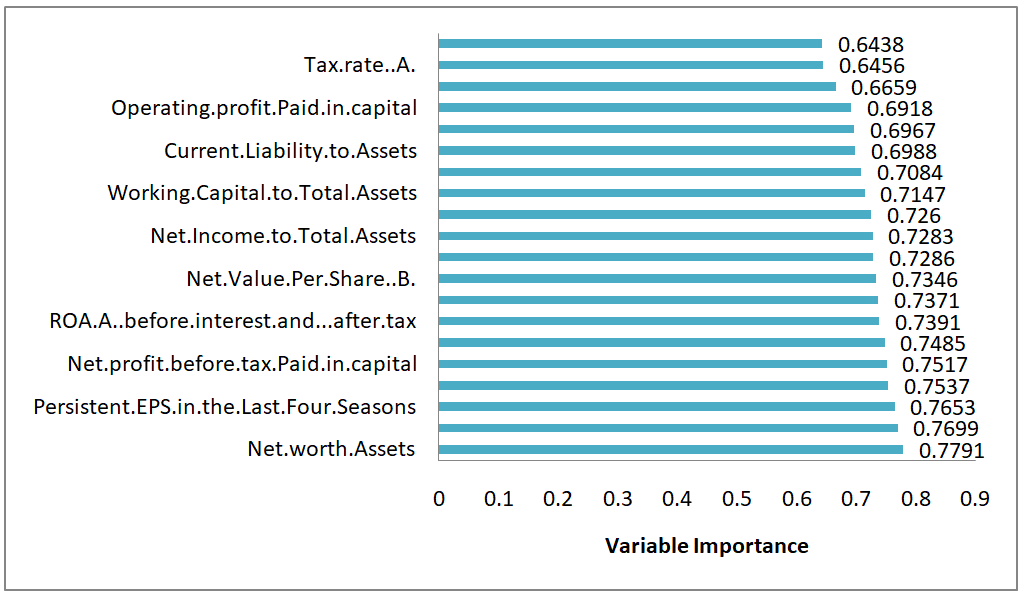 0.6438
Tax.rate..A. 0.6456
0.6659
Operating.profit.Paid.in.capital 0.6918
0.6967
Current.Liability.to.Assets 0.6988
0.7084
Working.Capital.to.Total.Assets 0.7147
0.726
Net.Income.to.Total.Assets 0.7283
0.7286
Net.Value.Per.Share..B. 0.7346
0.7371
ROA.A..before.interest.and...after.tax 0.7391
0.7485
Net.profit.before.tax.Paid.in.capital 0.7517
0.7537
Persistent.EPS.in.the.Last.Four.Seasons 0.7653
0.7699
Net.worth.Assets 0.7791
0 0.1 0.2 0.3 0.4 0.5 0.6 0.7 0.8 0.9
Variable Importance